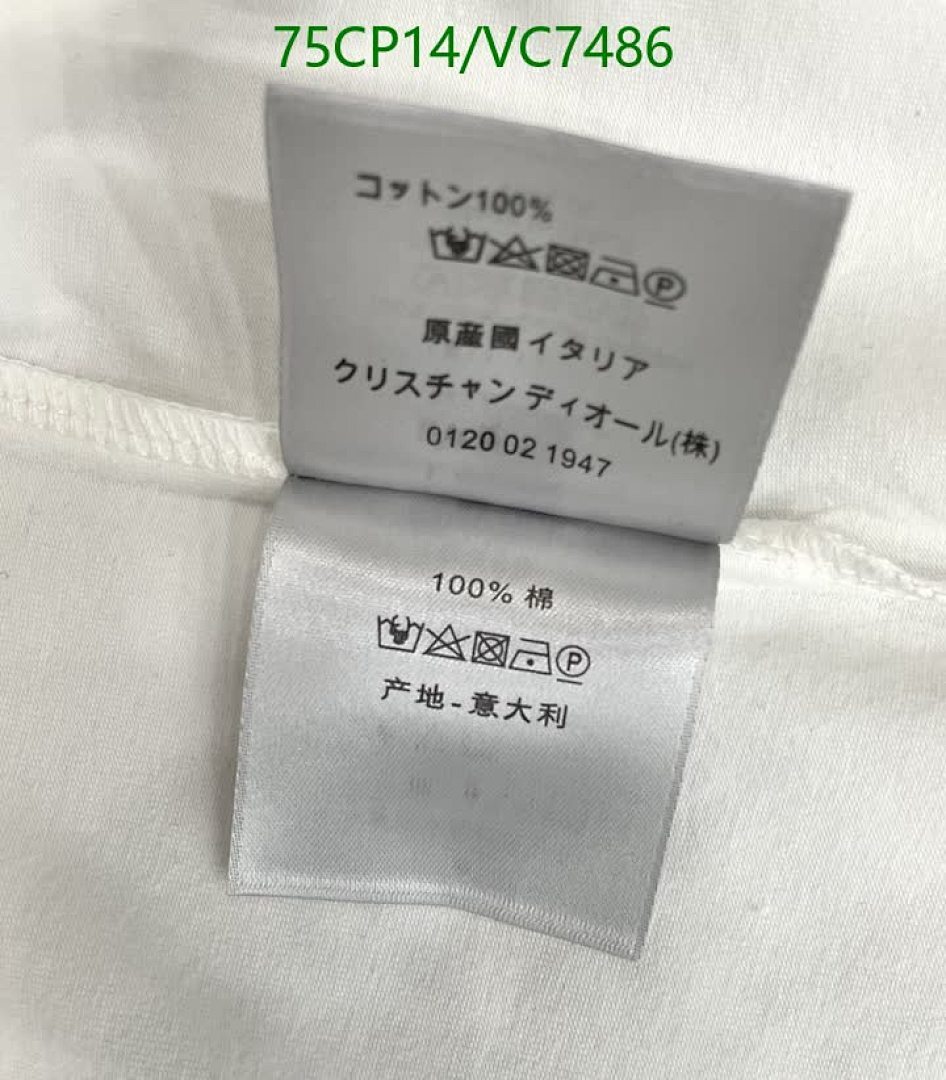 75CP14/VC7486
コットン100%
P
原産國イタリア
クリスチャン ディオール(株)
0120 02 1947
100% 棉
P
产地-意大利